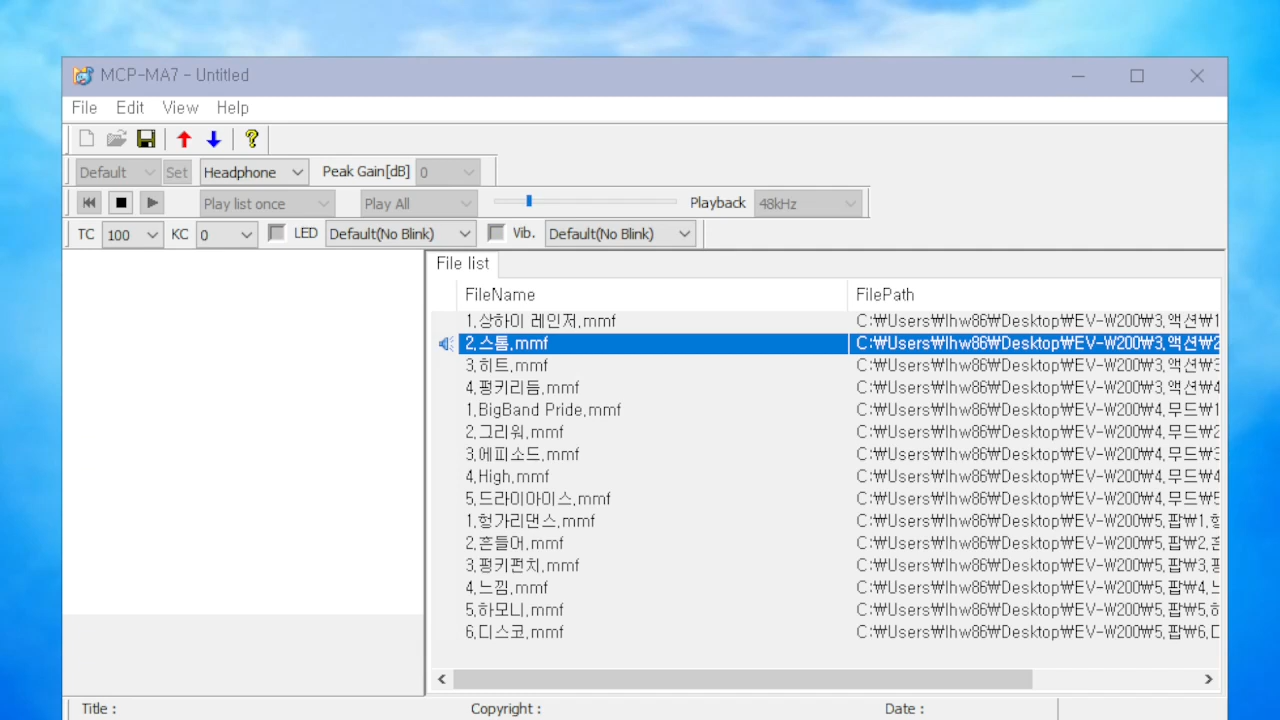 MCP-MA7 - Untitled
File Edit View Help
Default Set Headphone Peak Gain[dB] 0
Play list once Play All Playback 48kHz
TC 100 KC 0 LED Default(No Blink) Vib. Default(No Blink)
File list
FileName FilePath
1.상하이 레인저.mmf C:₩Users₩lhw86₩Desktop₩EV-W200₩3.액션₩1
2.스톰.mmf C:₩Users₩lhw86₩Desktop₩EV-W200₩3.액션₩2
3.히트.mmf C:₩Users₩lhw86₩Desktop₩EV-W200₩3.액션₩3
4.펑키리듬.mmf C:₩Users₩lhw86₩Desktop₩EV-W200₩3.액션₩4
1.BigBand Pride.mmf C:₩Users₩lhw86₩Desktop₩EV-W200₩4.무드₩1
2.그리워.mmf C:₩Users₩lhw86₩Desktop₩EV-W200₩4.무드₩2
3.에피소드.mmf C:₩Users₩lhw86₩Desktop₩EV-W200₩4.무드₩3
4.High.mmf C:₩Users₩lhw86₩Desktop₩EV-W200₩4.무드₩4
5.드라이아이스.mmf C:₩Users₩lhw86₩Desktop₩EV-W200₩4.무드₩5
1.헝가리댄스.mmf C:₩Users₩lhw86₩Desktop₩EV-W200₩5.팝₩1.헝
2.흔들어.mmf C:₩Users₩lhw86₩Desktop₩EV-W200₩5.팝₩2.흔
3.펑키펀치.mmf C:₩Users₩lhw86₩Desktop₩EV-W200₩5.팝₩3.펑
4.느낌.mmf C:₩Users₩lhw86₩Desktop₩EV-W200₩5.팝₩4.느
5.하모니.mmf C:₩Users₩lhw86₩Desktop₩EV-W200₩5.팝₩5.하
6.디스코.mmf C:₩Users₩lhw86₩Desktop₩EV-W200₩5.팝₩6.디
Title : Copyright : Date :